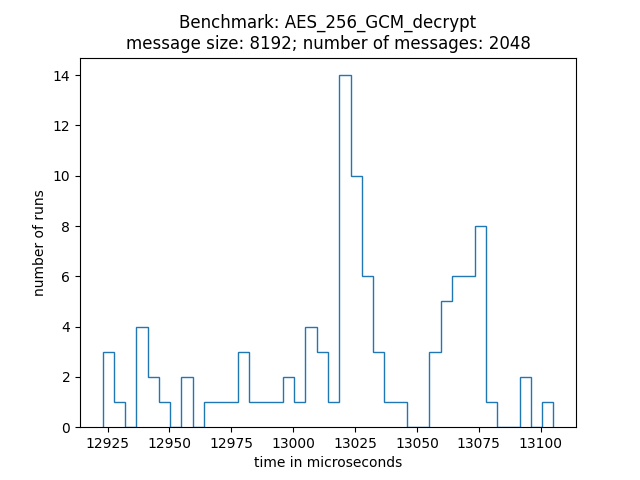 Benchmark: AES_256_GCM_decrypt
message size: 8192; number of messages: 2048
14
12
10
8
6
4
2
0
number of runs
12925 12950 12975 13000 13025 13050 13075 13100
time in microseconds